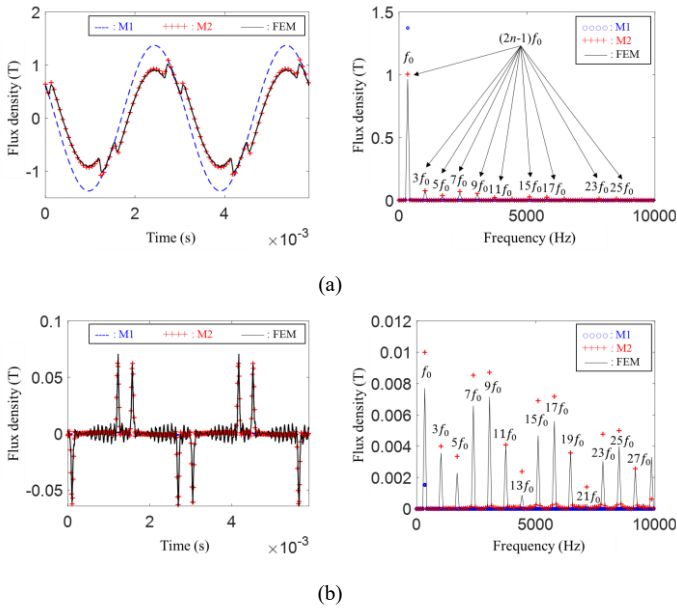 2
1
0
-1
0
2
4
× 10⁻³
Flux density (T)
Time (s)
---- : M1 ++++ : M2 — : FEM
1.5
1
0.5
0
0
5000
10000
Flux density (T)
Frequency (Hz)
oooo : M1
++++ : M2
— : FEM
(2n-1)f₀
f₀
3f₀
5f₀
7f₀
9f₀
11f₀
15f₀
17f₀
23f₀
25f₀
(a)
0.1
0.05
0
-0.05
0
2
4
× 10⁻³
Flux density (T)
Time (s)
---- : M1 ++++ : M2 — : FEM
0.012
0.01
0.008
0.006
0.004
0.002
0
0
5000
10000
Flux density (T)
Frequency (Hz)
oooo : M1
++++ : M2
— : FEM
f₀
3f₀
5f₀
7f₀
9f₀
11f₀
13f₀
15f₀
17f₀
19f₀
21f₀
23f₀
25f₀
27f₀
(b)